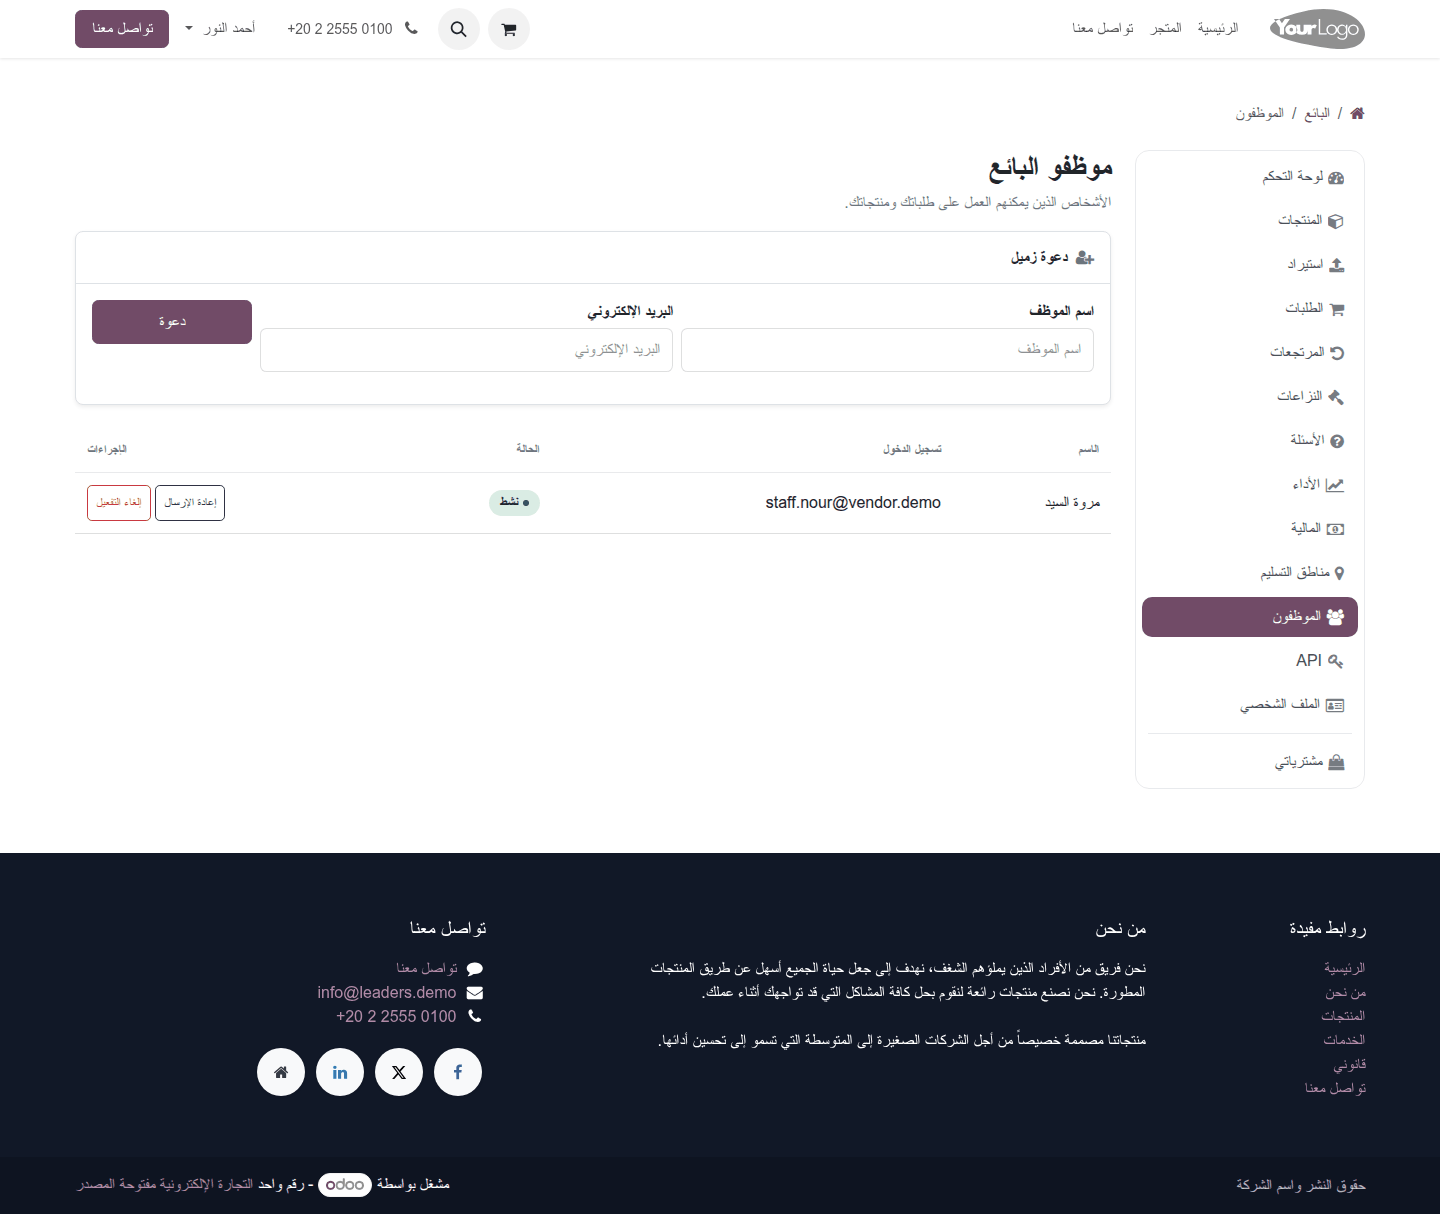 YourLogo
الرئيسية
المتجر
تواصل معنا
+20 2 2555 0100
أحمد النور
تواصل معنا
/ البائع / الموظفون
لوحة التحكم
المنتجات
استيراد
الطلبات
المرتجعات
النزاعات
الأسئلة
الأداء
المالية
مناطق التسليم
الموظفون
API
الملف الشخصي
مشترياتي
موظفو البائع
الأشخاص الذين يمكنهم العمل على طلباتك ومنتجاتك.
دعوة زميل
اسم الموظف
البريد الإلكتروني
اسم الموظف
البريد الإلكتروني
دعوة
الاسم
تسجيل الدخول
الحالة
الإجراءات
مروة السيد
staff.nour@vendor.demo
نشط
إعادة الإرسال
إلغاء التفعيل
روابط مفيدة
الرئيسية
من نحن
المنتجات
الخدمات
قانوني
تواصل معنا
من نحن
نحن فريق من الأفراد الذين يملؤهم الشغف، نهدف إلى جعل حياة الجميع أسهل عن طريق المنتجات
المطورة. نحن نصنع منتجات رائعة لنقوم بحل كافة المشاكل التي قد تواجهك أثناء عملك.
منتجاتنا مصممة خصيصاً من أجل الشركات الصغيرة إلى المتوسطة التي تسمو إلى تحسين أدائها.
تواصل معنا
تواصل معنا
info@leaders.demo
+20 2 2555 0100
حقوق النشر واسم الشركة
مشغل بواسطة odoo - رقم واحد التجارة الإلكترونية مفتوحة المصدر